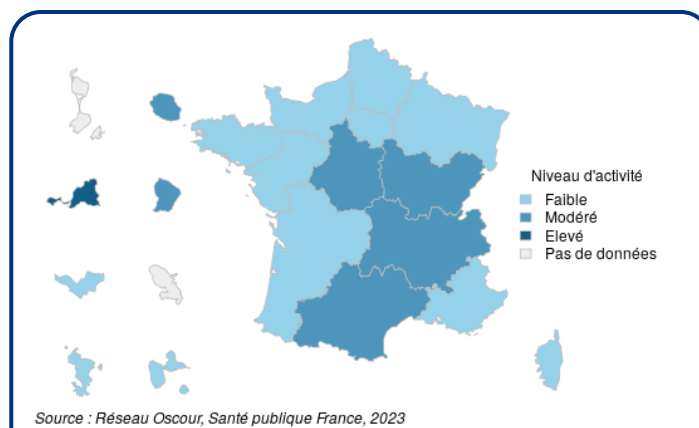 Niveau d'activité
Faible
Modéré
Elevé
Pas de données
Source : Réseau Oscour, Santé publique France, 2023